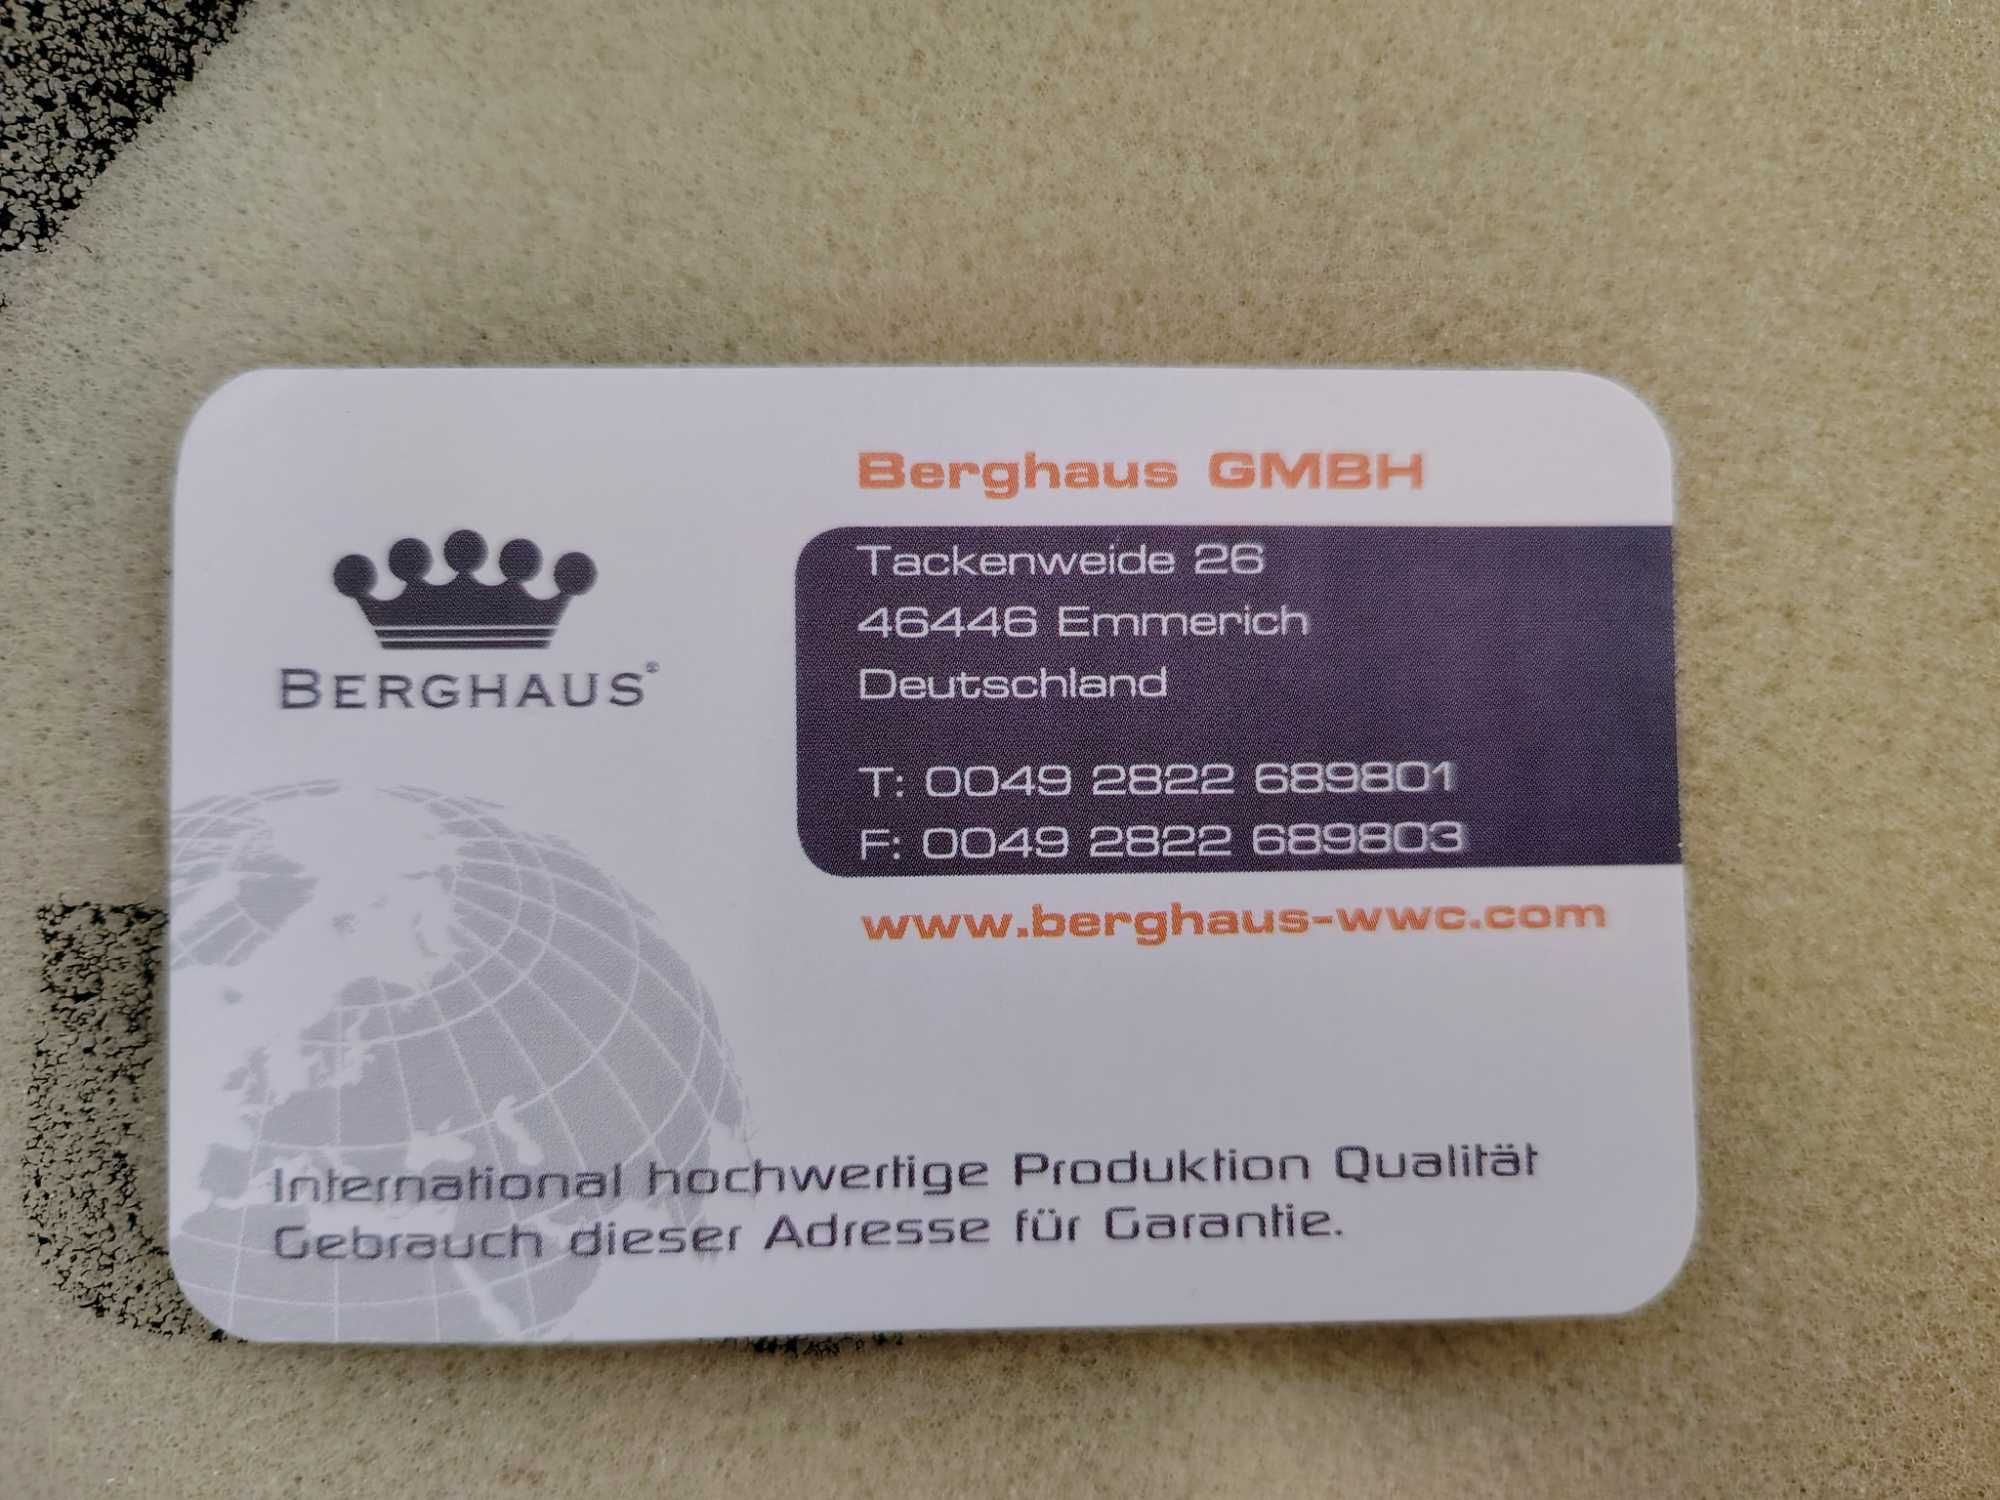 BERGHAUS®
Berghaus GMBH
Tackenweide 26
46446 Emmerich
Deutschland
T: 0049 2822 689801
F: 0049 2822 689803
www.berghaus-wwc.com
International hochwertige Produktion Qualität
Gebrauch dieser Adresse für Garantie.